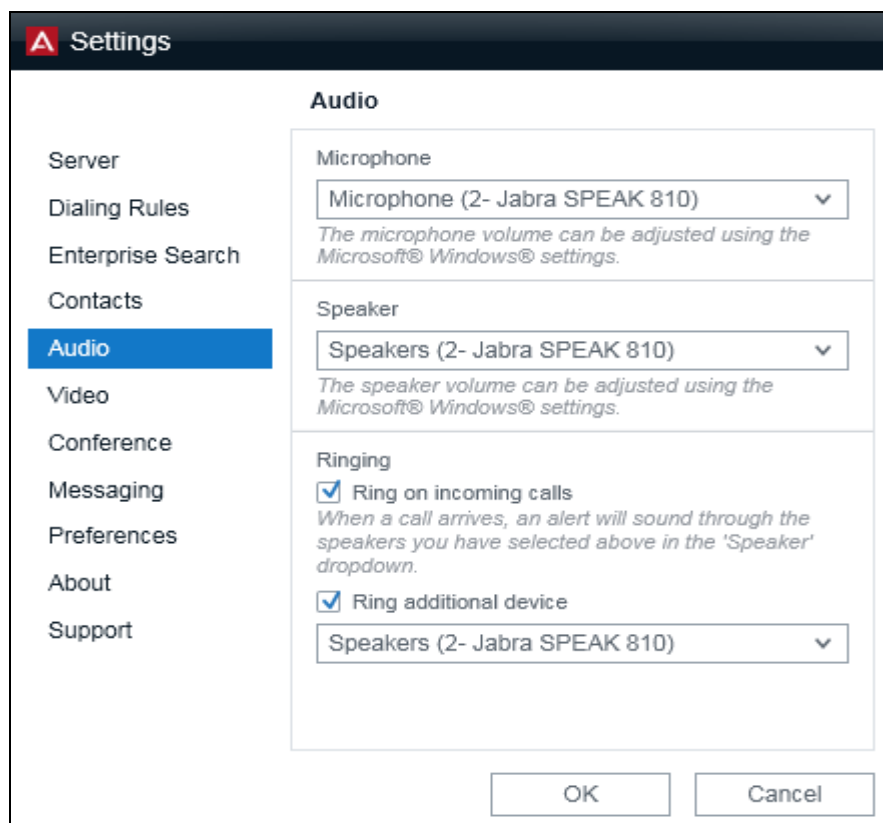 Settings
Server
Dialing Rules
Enterprise Search
Contacts
Audio
Video
Conference
Messaging
Preferences
About
Support
Audio
Microphone
Microphone (2- Jabra SPEAK 810)
The microphone volume can be adjusted using the
Microsoft® Windows® settings.
Speaker
Speakers (2- Jabra SPEAK 810)
The speaker volume can be adjusted using the
Microsoft® Windows® settings.
Ringing
Ring on incoming calls
When a call arrives, an alert will sound through the
speakers you have selected above in the 'Speaker'
dropdown.
Ring additional device
Speakers (2- Jabra SPEAK 810)
OK
Cancel